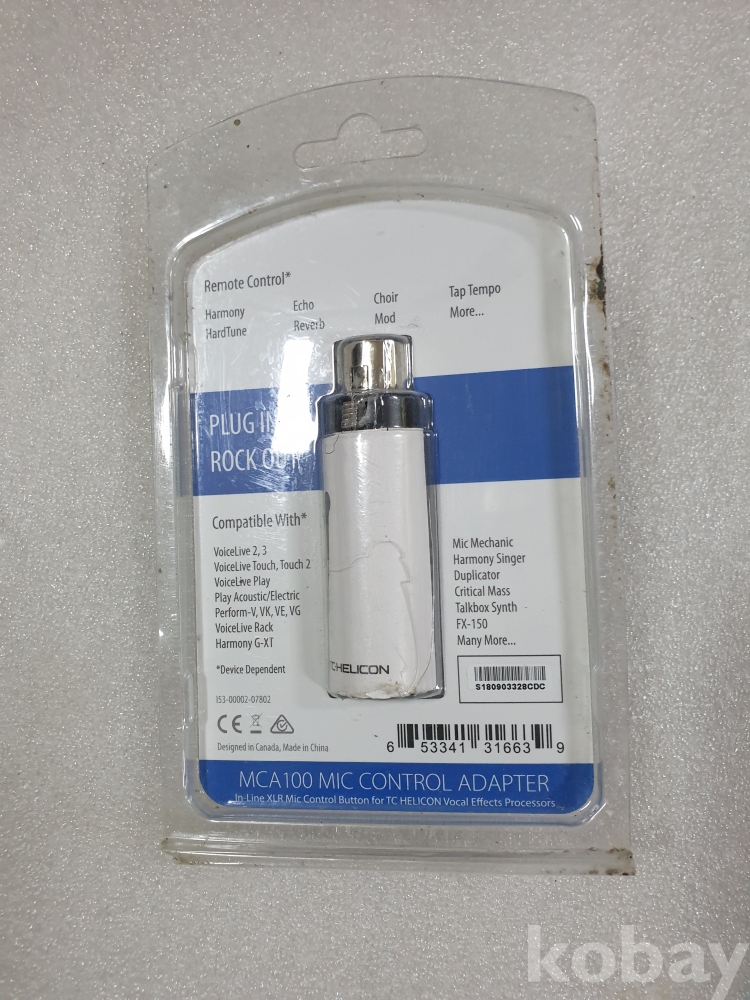 Remote Control*
Harmony
HardTune
Echo
Reverb
Choir
Mod
Tap Tempo
More...
PLUG IN
ROCK OUT
Compatible With*
VoiceLive 2, 3
VoiceLive Touch, Touch 2
VoiceLive Play
Play Acoustic/Electric
Perform-V, VK, VE, VG
VoiceLive Rack
Harmony G-XT
*Device Dependent
Mic Mechanic
Harmony Singer
Duplicator
Critical Mass
Talkbox Synth
FX-150
Many More...
TC HELICON
S180903328CDC
I53-00002-07802
CE
Designed in Canada, Made in China
6 53341 31663 9
MCA100 MIC CONTROL ADAPTER
In-Line XLR Mic Control Button for TC HELICON Vocal Effects Processors
kobay